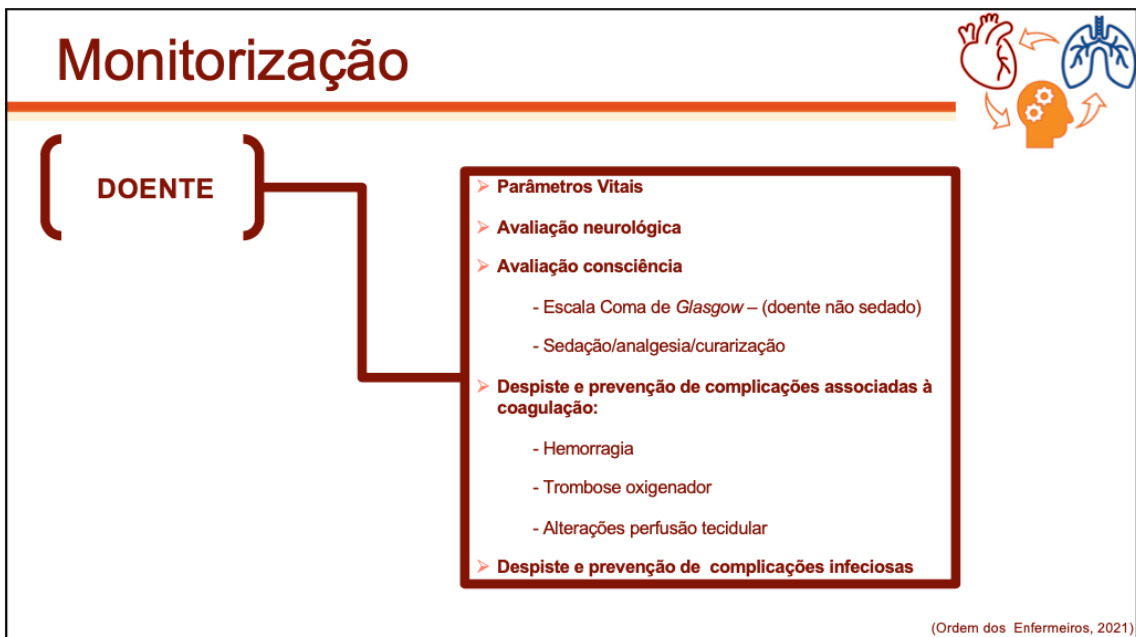 Monitorização
DOENTE
➢ Parâmetros Vitais
➢ Avaliação neurológica
➢ Avaliação consciência
- Escala Coma de Glasgow – (doente não sedado)
- Sedação/analgesia/curarização
➢ Despiste e prevenção de complicações associadas à
coagulação:
- Hemorragia
- Trombose oxigenador
- Alterações perfusão tecidular
➢ Despiste e prevenção de complicações infeciosas
(Ordem dos Enfermeiros, 2021)